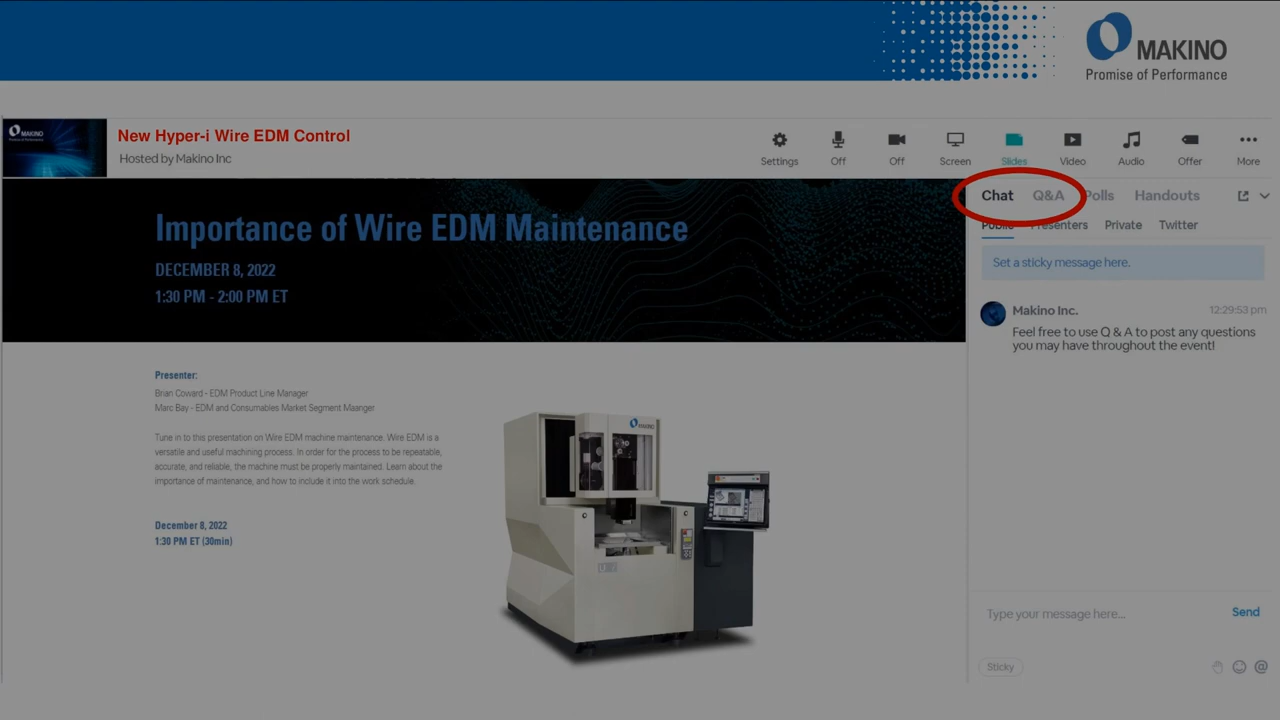 MAKINO
Promise of Performance
MAKINO
New Hyper-i Wire EDM Control
Hosted by Makino Inc
Settings
Off
Off
Screen
Slides
Video
Audio
Offer
More
Chat
Q&A
Polls
Handouts
Public
Presenters
Private
Twitter
Importance of Wire EDM Maintenance
DECEMBER 8, 2022
1:30 PM - 2:00 PM ET
Set a sticky message here.
Makino Inc.
12:29:53 pm
Feel free to use Q & A to post any questions
you may have throughout the event!
Presenter:
Brian Coward - EDM Product Line Manager
Marc Bay - EDM and Consumables Market Segment Maanger
Tune in to this presentation on Wire EDM machine maintenance. Wire EDM is a
versatile and useful machining process. In order for the process to be repeatable,
accurate, and reliable, the machine must be properly maintained. Learn about the
importance of maintenance, and how to include it into the work schedule.
December 8, 2022
1:30 PM ET (30min)
MAKINO
Type your message here...
Send
Sticky